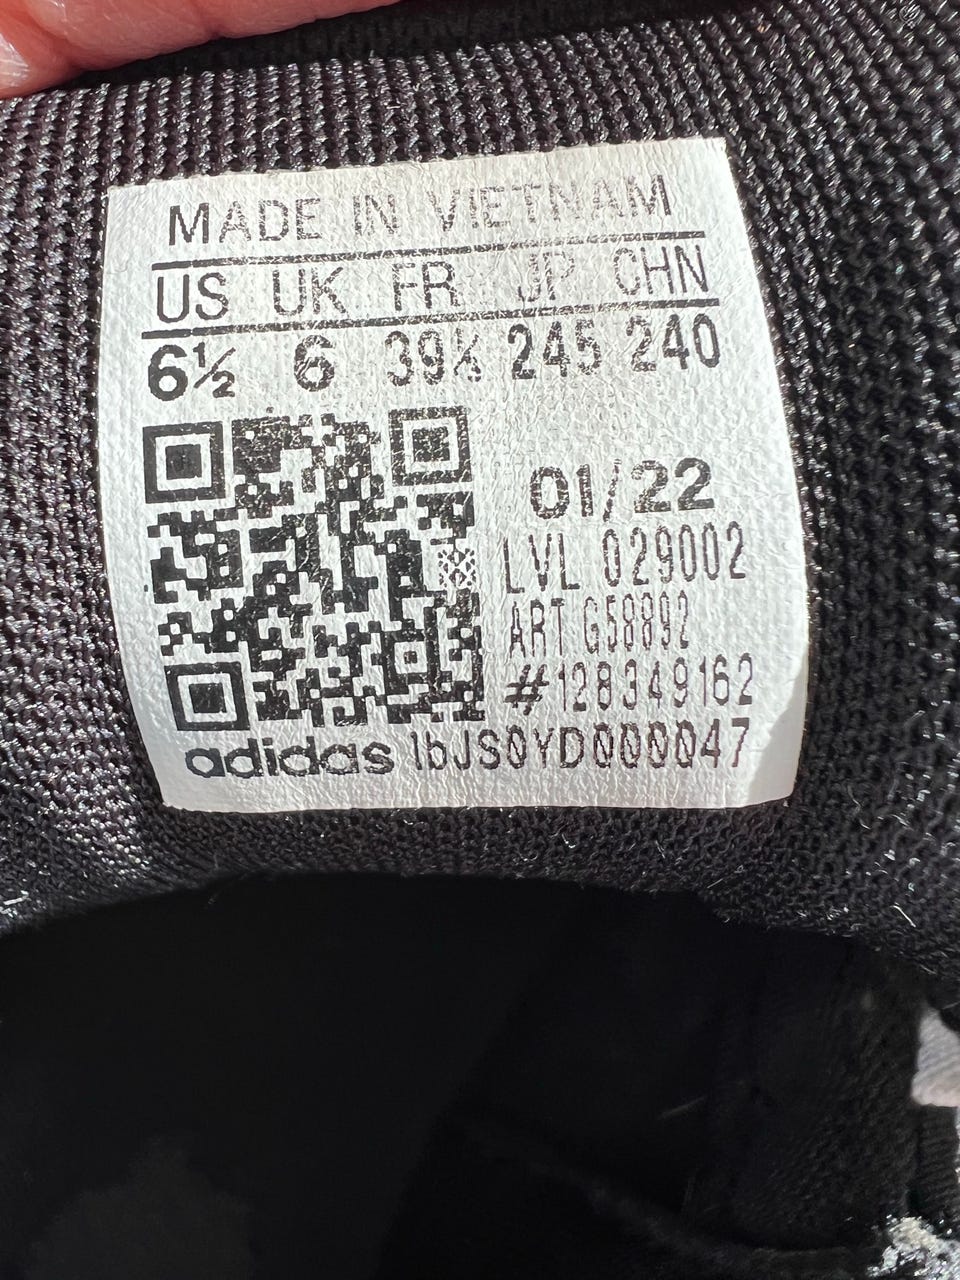 MADE IN VIETNAM
US UK FR JP CHN
6½ 6 39⅓ 245 240
01/22
LVL 029002
ART G58892
#128349162
adidas lbJS0YD000047